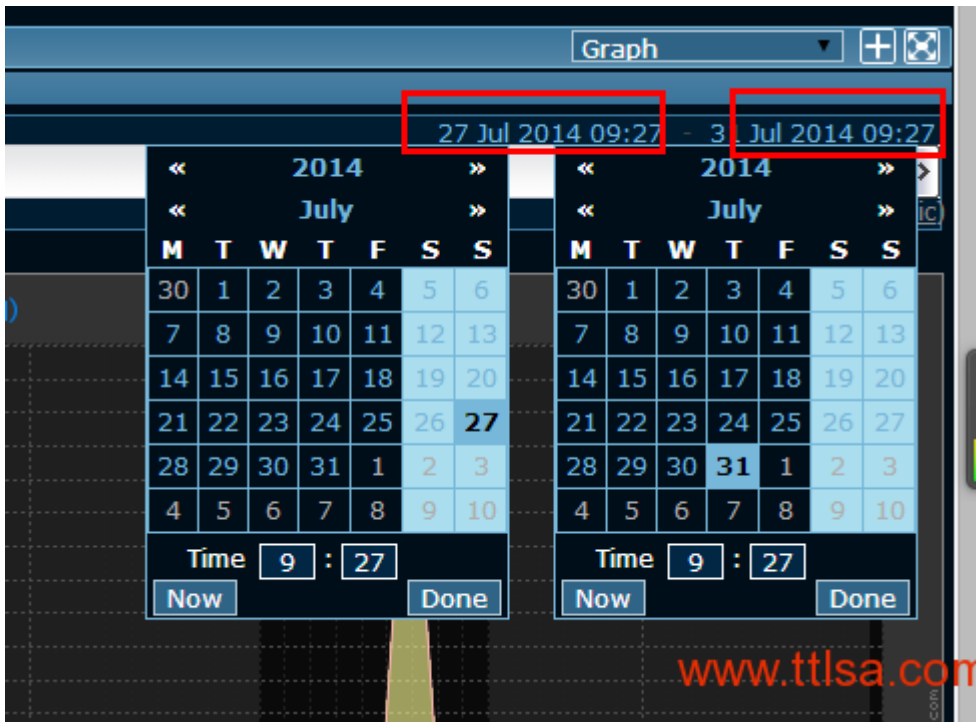 Graph
27 Jul 2014 09:27 - 31 Jul 2014 09:27
« 2014 »
« July »
M T W T F S S
30 1 2 3 4 5 6
7 8 9 10 11 12 13
14 15 16 17 18 19 20
21 22 23 24 25 26 27
28 29 30 31 1 2 3
4 5 6 7 8 9 10
Time 9 : 27
Now Done
« 2014 »
« July »
ic)
M T W T F S S
30 1 2 3 4 5 6
7 8 9 10 11 12 13
14 15 16 17 18 19 20
21 22 23 24 25 26 27
28 29 30 31 1 2 3
4 5 6 7 8 9 10
Time 9 : 27
Now Done
www.ttlsa.com
com